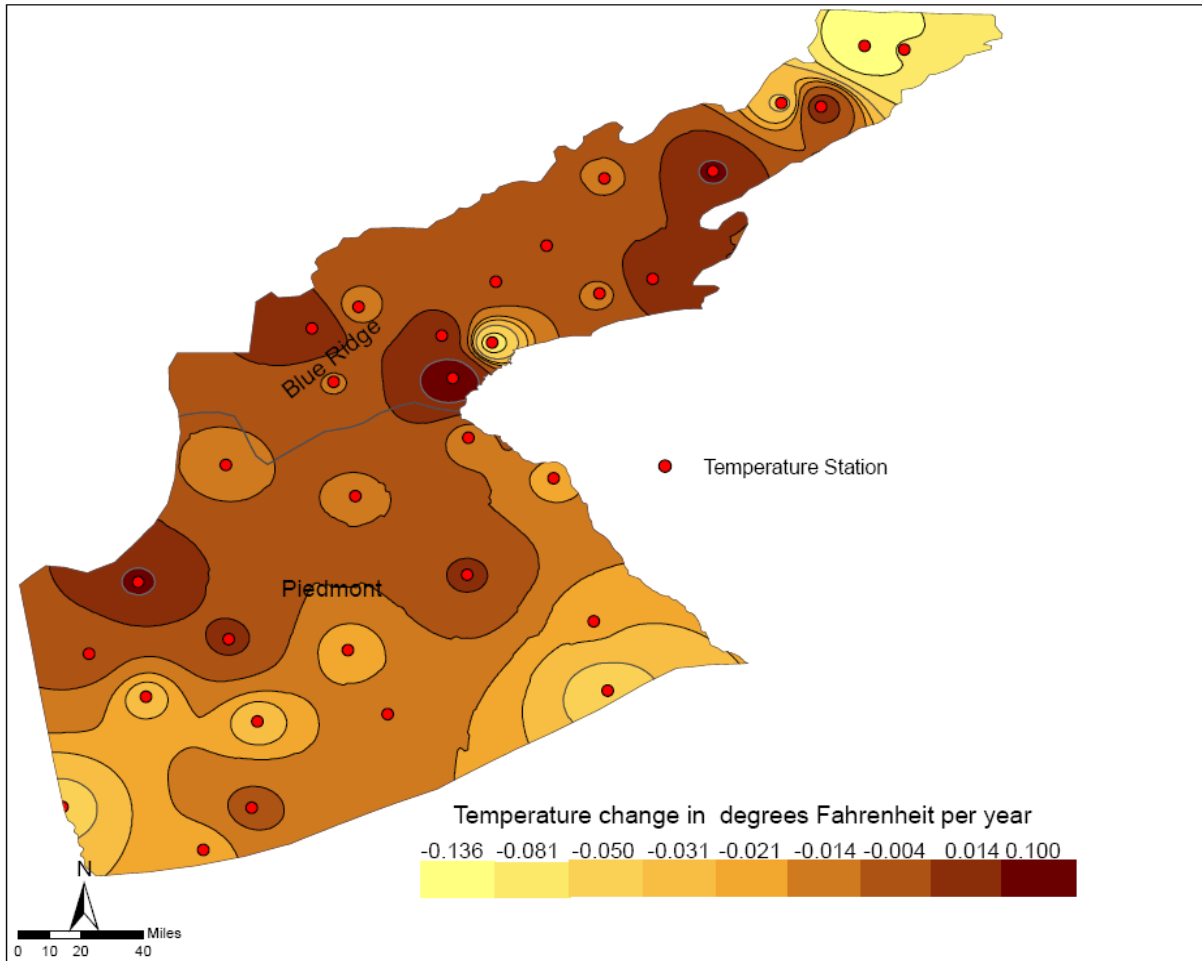 Blue Ridge
Temperature Station
Piedmont
Temperature change in degrees Fahrenheit per year
-0.136 -0.081 -0.050 -0.031 -0.021 -0.014 -0.004 0.014 0.100
N
Miles
0 10 20 40